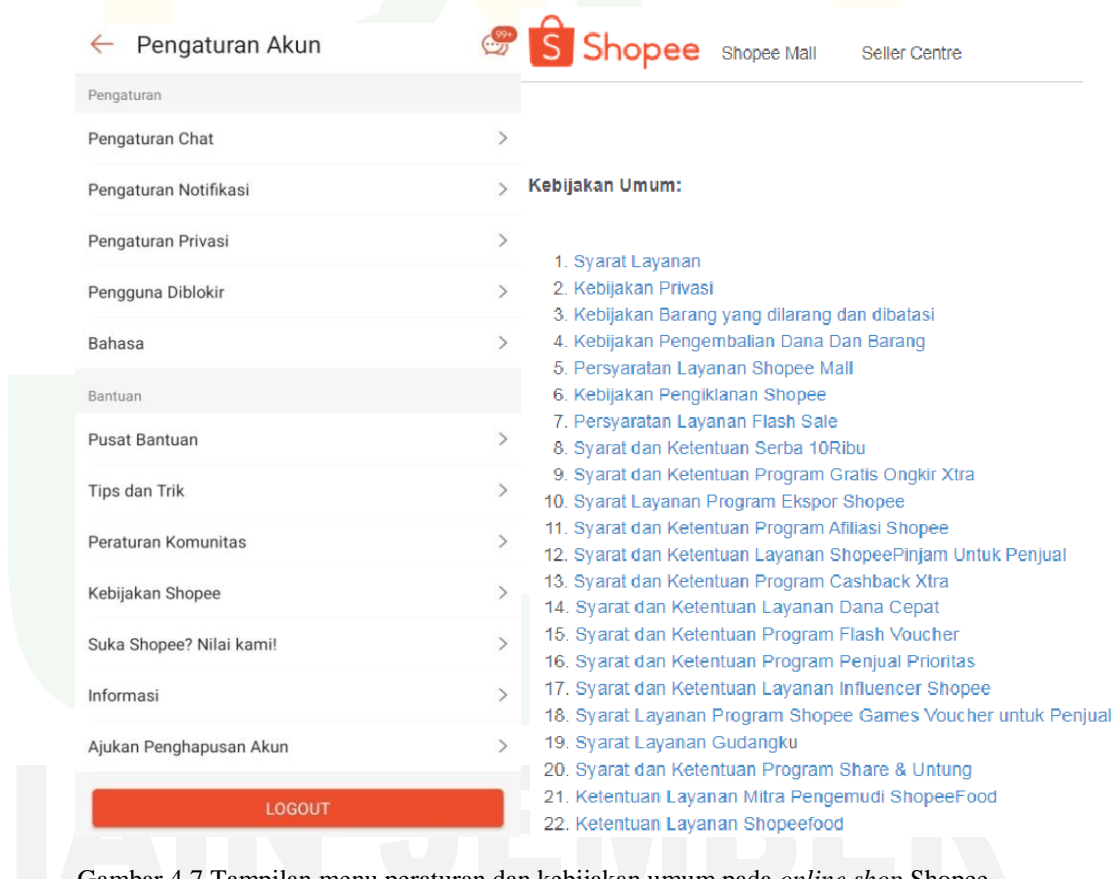 Pengaturan Akun
99+
Pengaturan
Pengaturan Chat
Pengaturan Notifikasi
Pengaturan Privasi
Pengguna Diblokir
Bahasa
Bantuan
Pusat Bantuan
Tips dan Trik
Peraturan Komunitas
Kebijakan Shopee
Suka Shopee? Nilai kami!
Informasi
Ajukan Penghapusan Akun
LOGOUT
S Shopee Shopee Mall Seller Centre
Kebijakan Umum:
1. Syarat Layanan
2. Kebijakan Privasi
3. Kebijakan Barang yang dilarang dan dibatasi
4. Kebijakan Pengembalian Dana Dan Barang
5. Persyaratan Layanan Shopee Mall
6. Kebijakan Pengiklanan Shopee
7. Persyaratan Layanan Flash Sale
8. Syarat dan Ketentuan Serba 10Ribu
9. Syarat dan Ketentuan Program Gratis Ongkir Xtra
10. Syarat Layanan Program Ekspor Shopee
11. Syarat dan Ketentuan Program Afiliasi Shopee
12. Syarat dan Ketentuan Layanan ShopeePinjam Untuk Penjual
13. Syarat dan Ketentuan Program Cashback Xtra
14. Syarat dan Ketentuan Layanan Dana Cepat
15. Syarat dan Ketentuan Program Flash Voucher
16. Syarat dan Ketentuan Program Penjual Prioritas
17. Syarat dan Ketentuan Layanan Influencer Shopee
18. Syarat Layanan Program Shopee Games Voucher untuk Penjual
19. Syarat Layanan Gudangku
20. Syarat dan Ketentuan Program Share & Untung
21. Ketentuan Layanan Mitra Pengemudi ShopeeFood
22. Ketentuan Layanan Shopeefood
IAIN JEMBER
Gambar 4.7 Tampilan menu peraturan dan kebijakan umum pada online shop Shopee